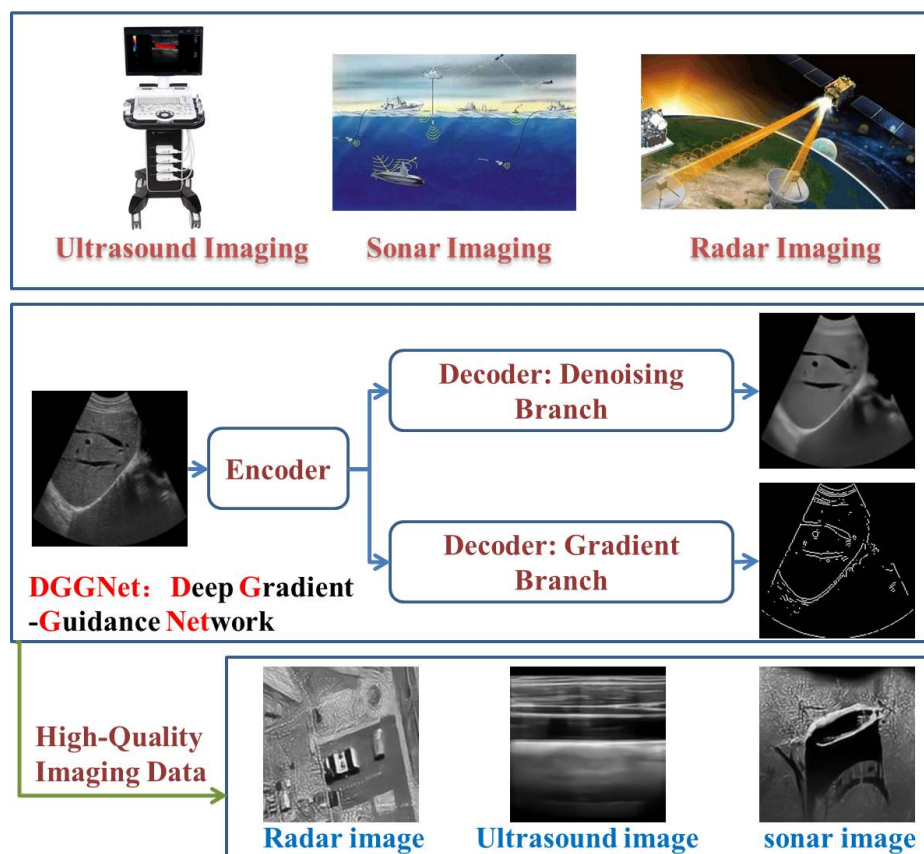 Ultrasound Imaging
Sonar Imaging
Radar Imaging
Encoder
Decoder: Denoising
Branch
Decoder: Gradient
Branch
DGGNet： Deep Gradient
-Guidance Network
High-Quality
Imaging Data
Radar image
Ultrasound image
sonar image